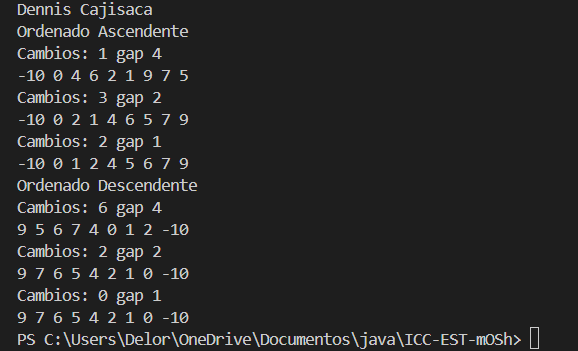 Dennis Cajisaca
Ordenado Ascendente
Cambios: 1 gap 4
-10 0 4 6 2 1 9 7 5
Cambios: 3 gap 2
-10 0 2 1 4 6 5 7 9
Cambios: 2 gap 1
-10 0 1 2 4 5 6 7 9
Ordenado Descendente
Cambios: 6 gap 4
9 5 6 7 4 0 1 2 -10
Cambios: 2 gap 2
9 7 6 5 4 2 1 0 -10
Cambios: 0 gap 1
9 7 6 5 4 2 1 0 -10
PS C:\Users\Delor\OneDrive\Documentos\java\ICC-EST-mOSh>